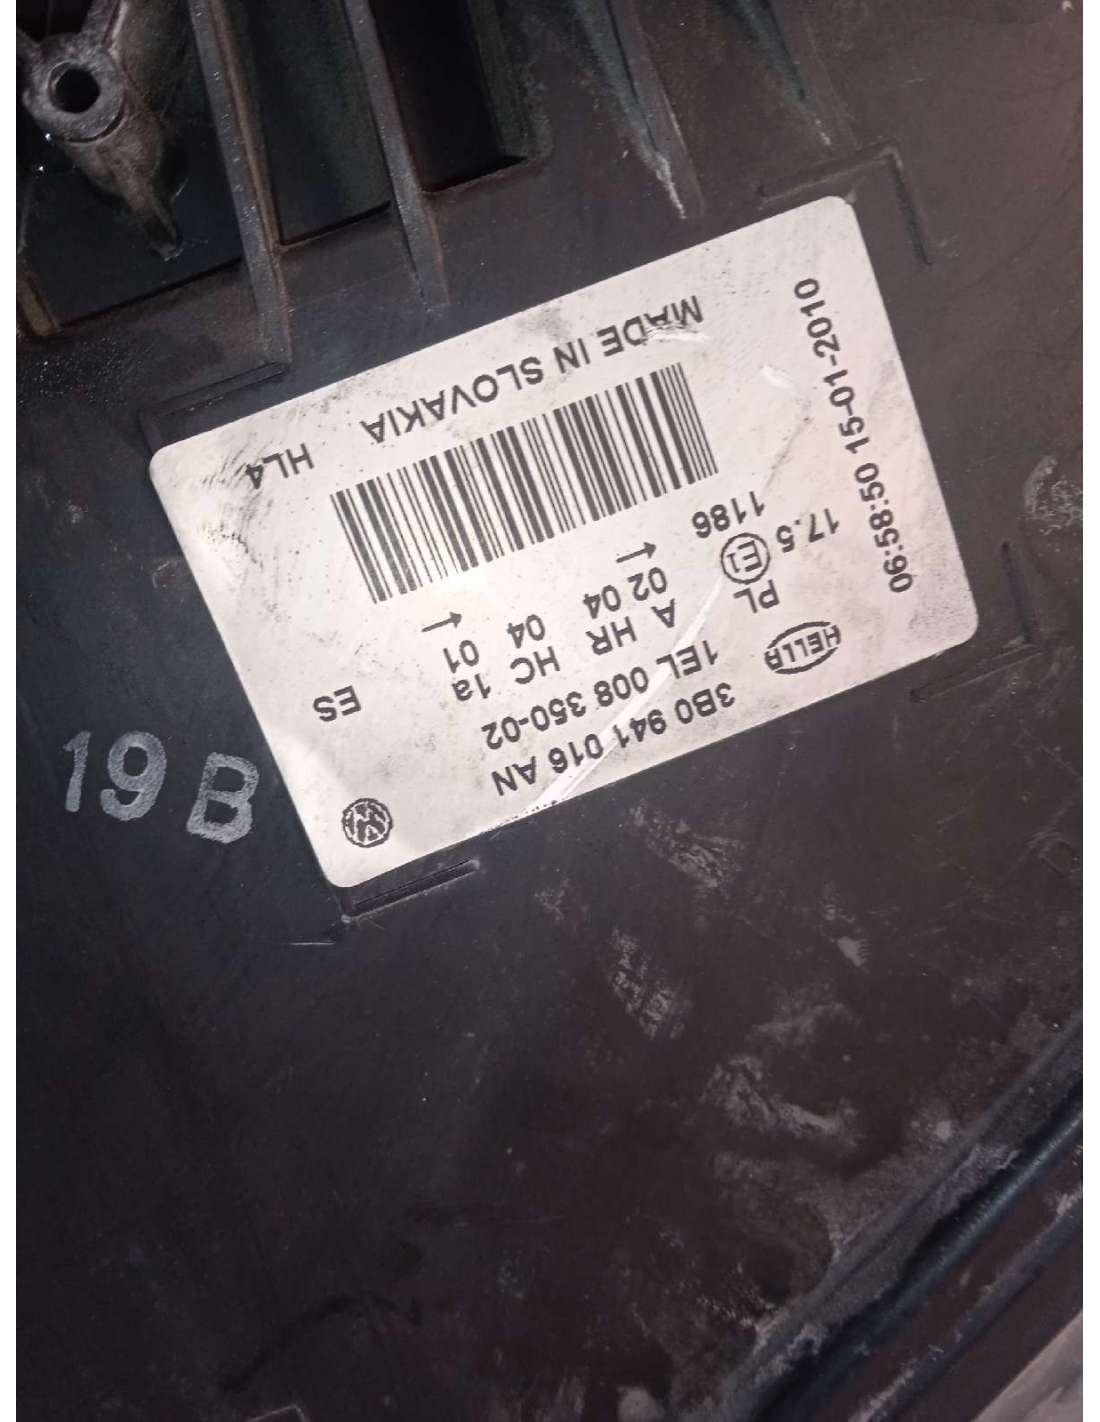 3B0 941 016 AN
1EL 008 350-02
HELLA
A HR HC 1a
ES
PL
02 04 04 01
E1
17.5
1186
MADE IN SLOVAKIA
HL4
06:58:50 15-01-2010
19 B